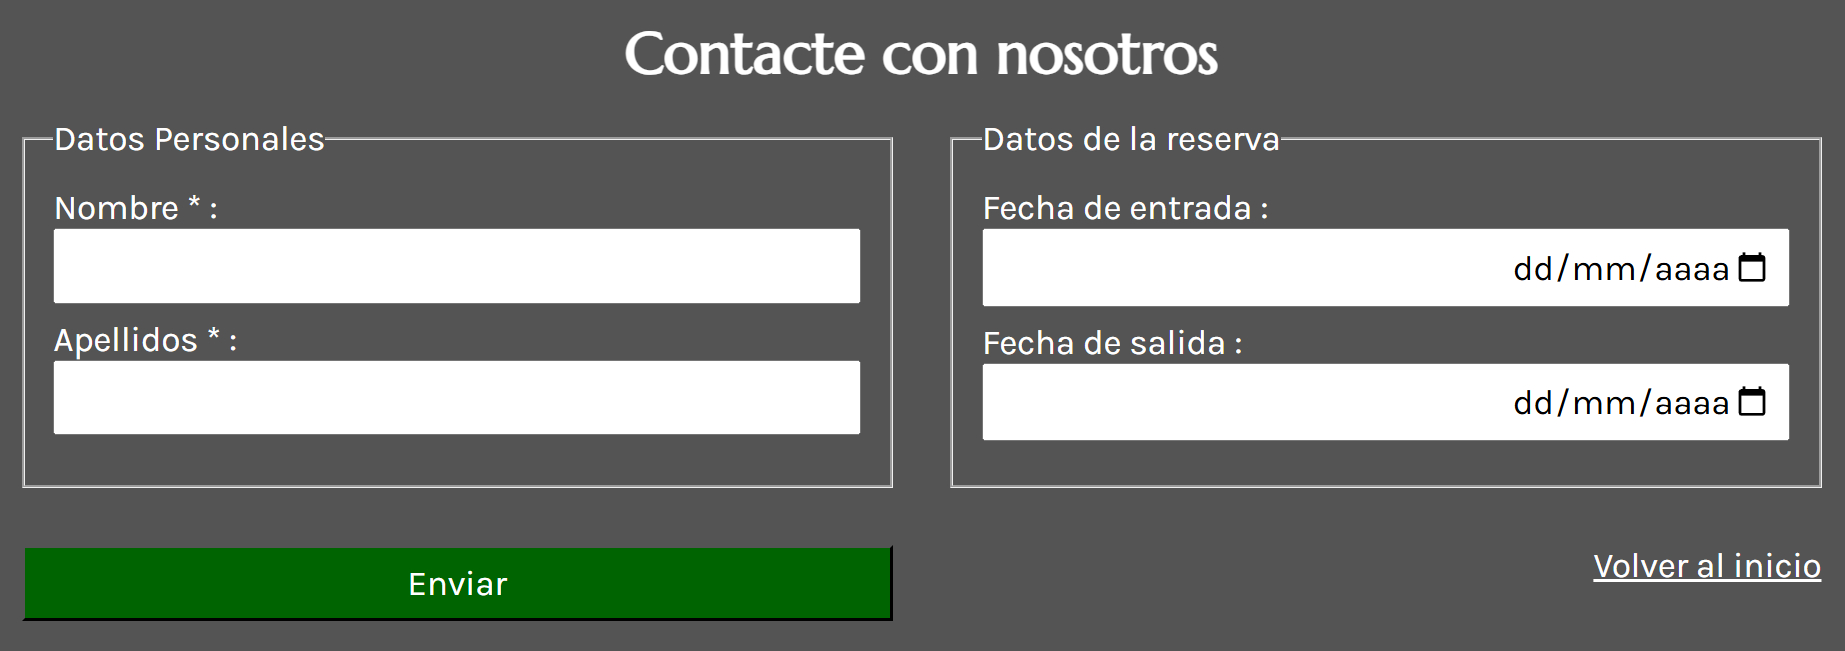 Contacte con nosotros
Datos Personales
Nombre * :
Apellidos * :
Datos de la reserva
Fecha de entrada :
dd/mm/aaaa
Fecha de salida :
dd/mm/aaaa
Enviar
Volver al inicio